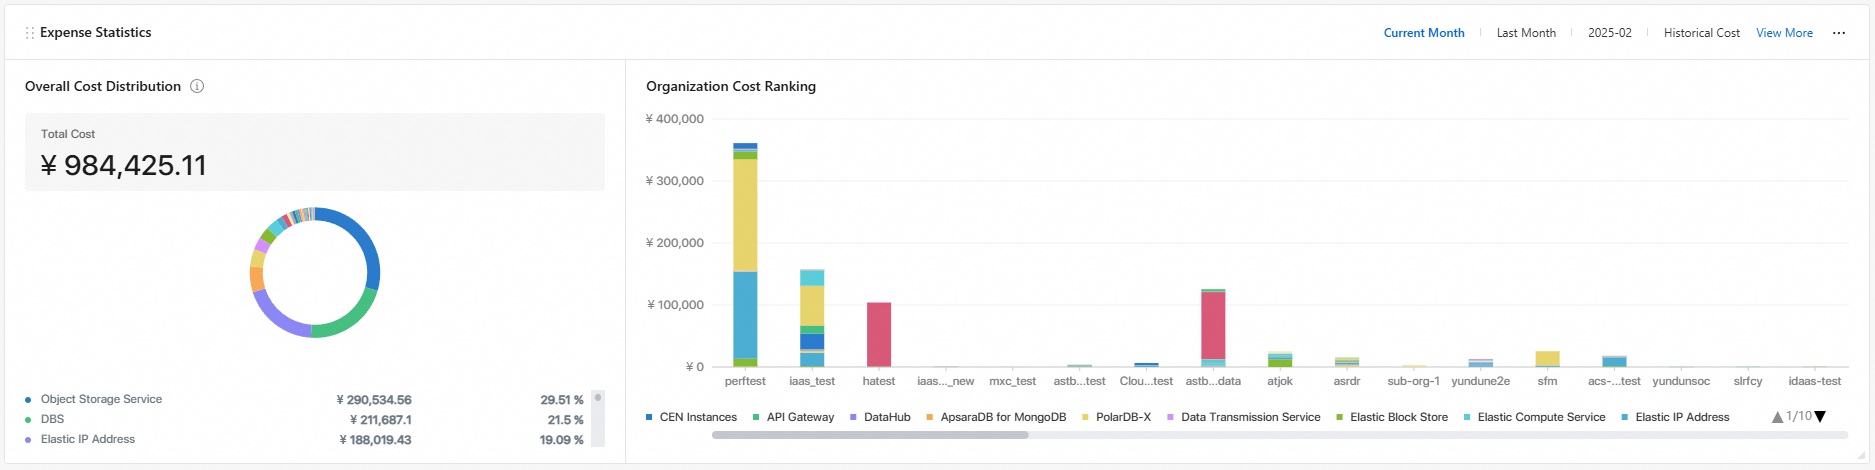 Expense Statistics
Current Month Last Month 2025-02 Historical Cost View More ···
Overall Cost Distribution
Total Cost
¥ 984,425.11
Object Storage Service ¥ 290,534.56 29.51 %
DBS ¥ 211,687.1 21.5 %
Elastic IP Address ¥ 188,019.43 19.09 %
Organization Cost Ranking
¥ 400,000
¥ 300,000
¥ 200,000
¥ 100,000
¥ 0
perftest iaas_test hatest iaas..._new mxc_test astb...test Clou...test astb...data atjok asrdr sub-org-1 yundune2e sfm acs-...test yundunsoc slrfcy idaas-test
CEN Instances API Gateway DataHub ApsaraDB for MongoDB PolarDB-X Data Transmission Service Elastic Block Store Elastic Compute Service Elastic IP Address 1/10